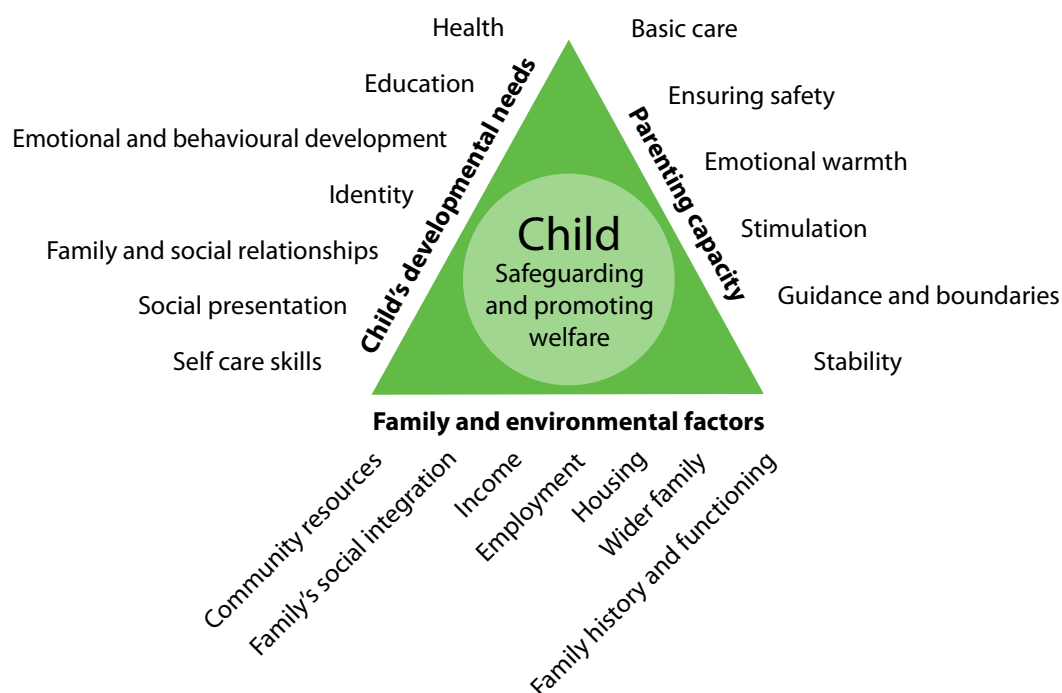 Health
Education
Emotional and behavioural development
Identity
Family and social relationships
Social presentation
Self care skills
Child's developmental needs
Child
Safeguarding
and promoting
welfare
Parenting capacity
Basic care
Ensuring safety
Emotional warmth
Stimulation
Guidance and boundaries
Stability
Family and environmental factors
Community resources
Family's social integration
Income
Employment
Housing
Wider family
Family history and functioning